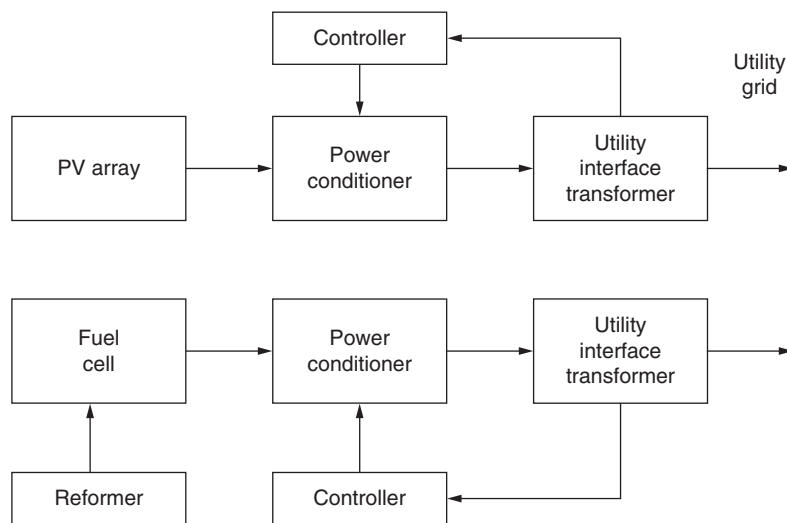 Controller
Utility
grid
PV array
Power
conditioner
Utility
interface
transformer
Fuel
cell
Power
conditioner
Utility
interface
transformer
Reformer
Controller